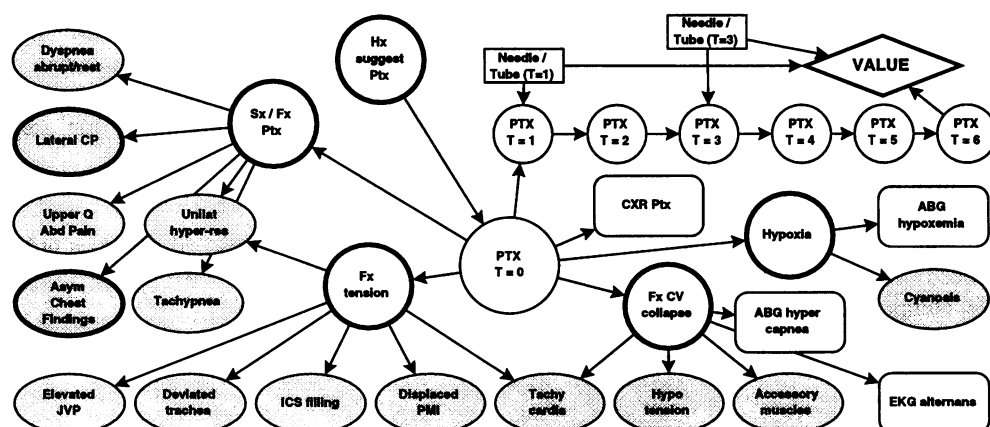 Dyspnea
abrupt/rest
Hx
suggest
Ptx
Needle /
Tube (T=1)
Needle /
Tube (T=3)
VALUE
Sx / Fx
Ptx
Lateral CP
PTX
T = 1
PTX
T = 2
PTX
T = 3
PTX
T = 4
PTX
T = 5
PTX
T = 6
Upper Q
Abd Pain
Unilat
hyper-res
CXR Ptx
Hypoxia
ABG
hypoxemia
PTX
T = 0
Asym
Chest
Findings
Tachypnea
Fx
tension
Fx CV
collapse
ABG hyper
capnea
Cyanosis
Elevated
JVP
Deviated
trachea
ICS filling
Displaced
PMI
Tachy
cardia
Hypo
tension
Accessory
muscles
EKG alternans